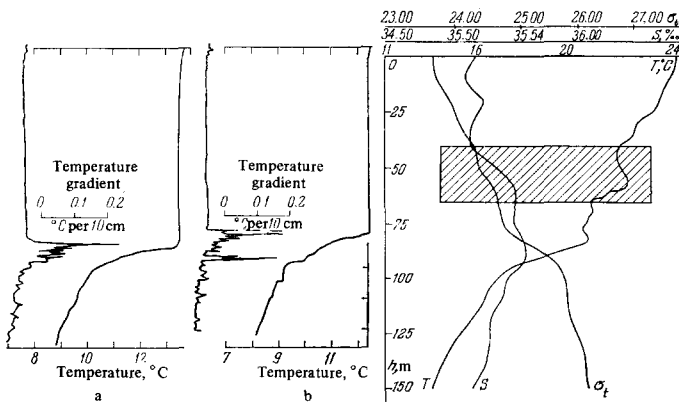 Temperature
gradient
0 0.1 0.2
°C per 10 cm
8 10 12
Temperature, °C
a
Temperature
gradient
0 0.1 0.2
°C per 10 cm
7 9 11
Temperature, °C
b
23.00 24.00 25.00 26.00 27.00 σt
34.50 35.50 35.54 36.00 S,‰
11 16 20 24
0 T,°C
-25
-50
-75
-100
-125
h,m
-150
T S σt